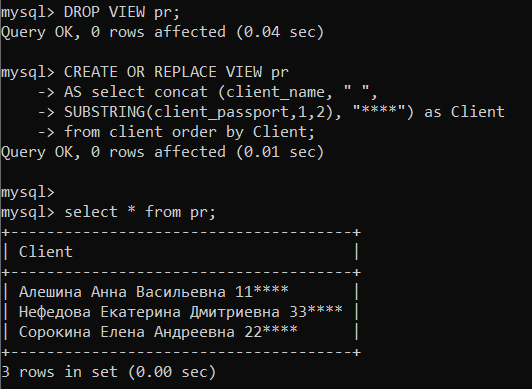 mysql> DROP VIEW pr;
Query OK, 0 rows affected (0.04 sec)
mysql> CREATE OR REPLACE VIEW pr
    -> AS select concat (client_name, " ",
    -> SUBSTRING(client_passport,1,2), "****") as Client
    -> from client order by Client;
Query OK, 0 rows affected (0.01 sec)
mysql>
mysql> select * from pr;
+------------------------------------+
| Client                             |
+------------------------------------+
| Алешина Анна Васильевна 11****     |
| Нефедова Екатерина Дмитриевна 33**** |
| Сорокина Елена Андреевна 22****     |
+------------------------------------+
3 rows in set (0.00 sec)